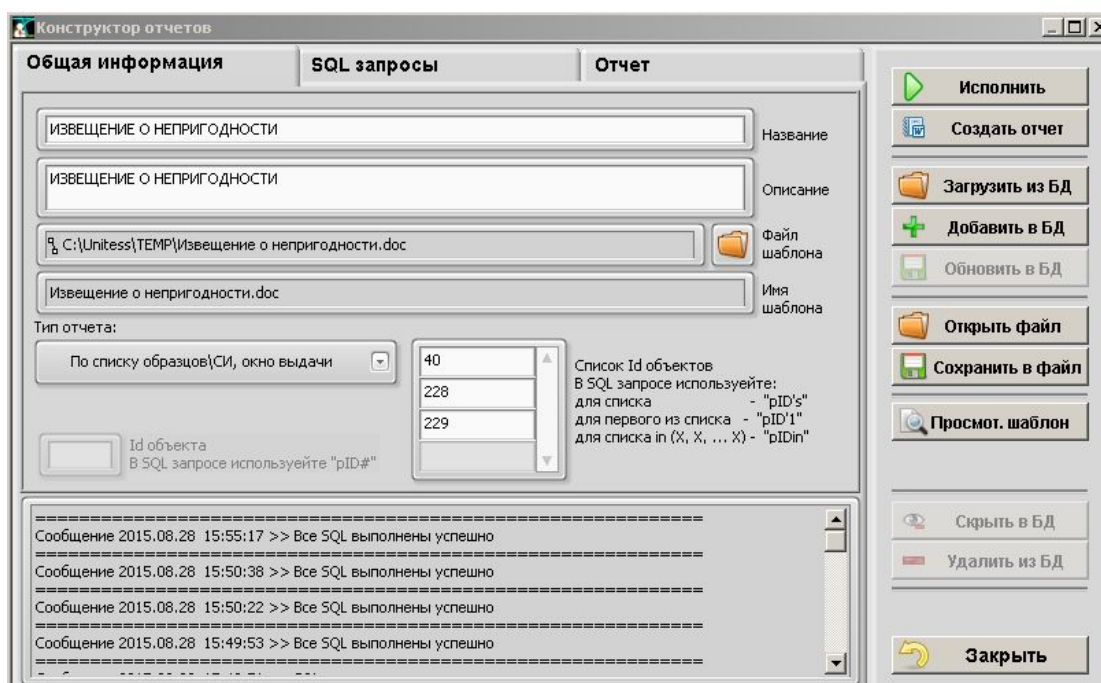 Конструктор отчетов
Общая информация
SQL запросы
Отчет
ИЗВЕЩЕНИЕ О НЕПРИГОДНОСТИ
Название
ИЗВЕЩЕНИЕ О НЕПРИГОДНОСТИ
Описание
C:\Unitess\TEMP\Извещение о непригодности.doc
Файл
шаблона
Извещение о непригодности.doc
Имя
шаблона
Тип отчета:
По списку образцов\СИ, окно выдачи
40
228
229
Список Id объектов
В SQL запросе используейте:
для списка - "pID's"
для первого из списка - "pID'1"
для списка in (X, X, ... X) - "pIDin"
Id объекта
В SQL запросе используейте "pID#"
==============================================================
Сообщение 2015.08.28 15:55:17 >> Все SQL выполнены успешно
==============================================================
Сообщение 2015.08.28 15:50:38 >> Все SQL выполнены успешно
==============================================================
Сообщение 2015.08.28 15:50:22 >> Все SQL выполнены успешно
==============================================================
Сообщение 2015.08.28 15:49:53 >> Все SQL выполнены успешно
==============================================================
Исполнить
Создать отчет
Загрузить из БД
Добавить в БД
Обновить в БД
Открыть файл
Сохранить в файл
Просмот. шаблон
Скрыть в БД
Удалить из БД
Закрыть